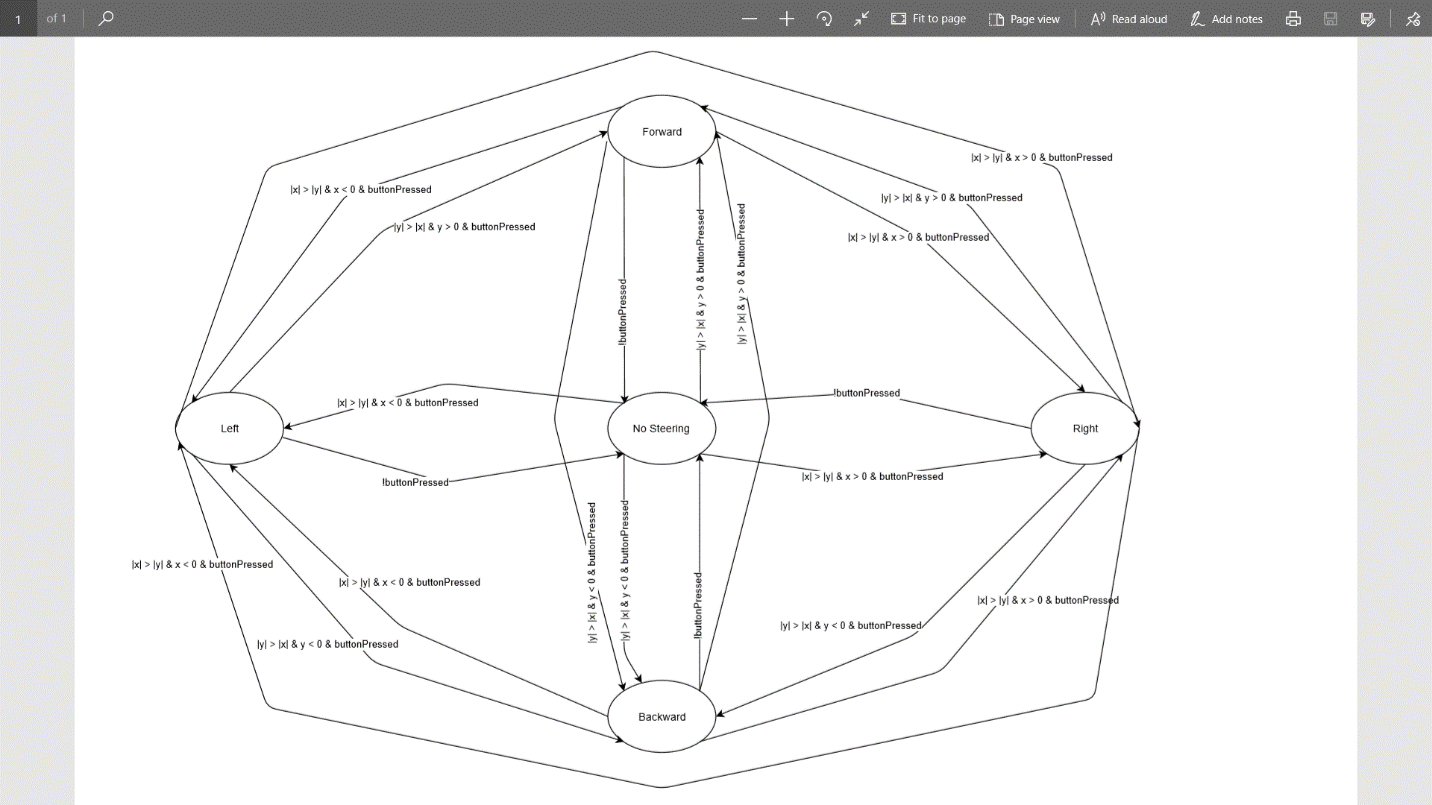 1 of 1 Fit to page Page view Read aloud Add notes
Forward
|x| > |y| & x > 0 & buttonPressed
|x| > |y| & x < 0 & buttonPressed
|y| > |x| & y > 0 & buttonPressed
|y| > |x| & y > 0 & buttonPressed
|x| > |y| & x > 0 & buttonPressed
!buttonPressed
|y| > |x| & y > 0 & buttonPressed
|y| > |x| & y > 0 & buttonPressed
!buttonPressed
|x| > |y| & x < 0 & buttonPressed
Left
No Steering
Right
!buttonPressed
|x| > |y| & x > 0 & buttonPressed
|x| > |y| & x < 0 & buttonPressed
|x| > |y| & x < 0 & buttonPressed
|y| > |x| & y < 0 & buttonPressed
|y| > |x| & y < 0 & buttonPressed
!buttonPressed
|x| > |y| & x > 0 & buttonPressed
|y| > |x| & y < 0 & buttonPressed
|y| > |x| & y < 0 & buttonPressed
Backward